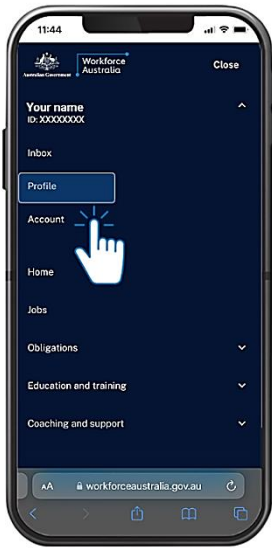 11:44
Australian Government
Workforce
Australia
Close
Your name
ID: XXXXXXXX
Inbox
Profile
Account
Home
Jobs
Obligations
Education and training
Coaching and support
AA workforceaustralia.gov.au